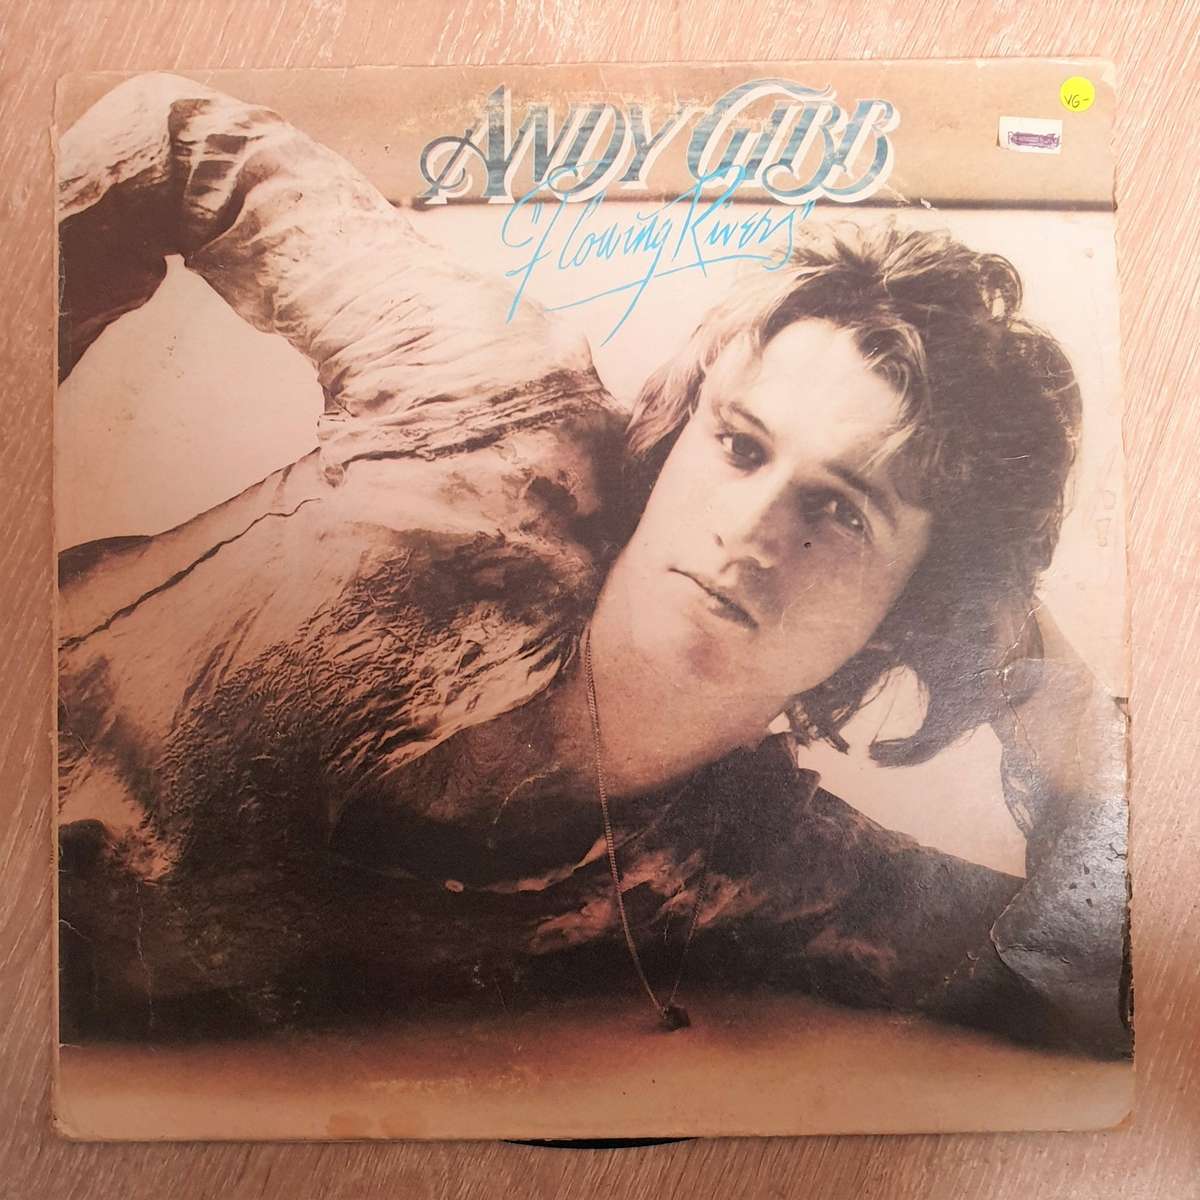 ANDY GIBB
"Flowing Rivers"
VG-